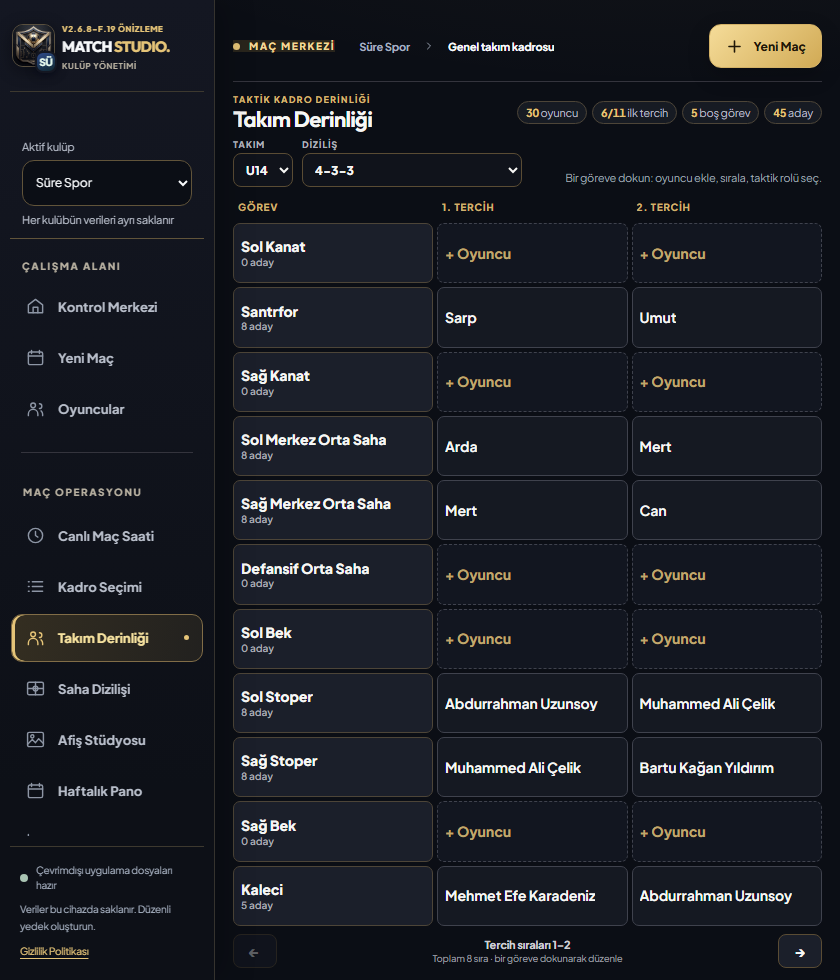 V2.6.8-F.19 ÖNİZLEME
MATCH STUDIO.
SÜ
KULÜP YÖNETİMİ
Aktif kulüp
Süre Spor
Her kulübün verileri ayrı saklanır
ÇALIŞMA ALANI
Kontrol Merkezi
Yeni Maç
Oyuncular
MAÇ OPERASYONU
Canlı Maç Saati
Kadro Seçimi
Takım Derinliği
Saha Dizilişi
Afiş Stüdyosu
Haftalık Pano
Çevrimdışı uygulama dosyaları
hazır
Veriler bu cihazda saklanır. Düzenli
yedek oluşturun.
Gizlilik Politikası
MAÇ MERKEZİ Süre Spor > Genel takım kadrosu
+ Yeni Maç
TAKTİK KADRO DERİNLİĞİ
Takım Derinliği
30 oyuncu 6/11 ilk tercih 5 boş görev 45 aday
TAKIM DİZİLİŞ
U14 4-3-3
Bir göreve dokun: oyuncu ekle, sırala, taktik rolü seç.
GÖREV 1. TERCİH 2. TERCİH
Sol Kanat + Oyuncu + Oyuncu
0 aday
Santrfor Sarp Umut
8 aday
Sağ Kanat + Oyuncu + Oyuncu
0 aday
Sol Merkez Orta Saha Arda Mert
8 aday
Sağ Merkez Orta Saha Mert Can
8 aday
Defansif Orta Saha + Oyuncu + Oyuncu
0 aday
Sol Bek + Oyuncu + Oyuncu
0 aday
Sol Stoper Abdurrahman Uzunsoy Muhammed Ali Çelik
8 aday
Sağ Stoper Muhammed Ali Çelik Bartu Kağan Yıldırım
8 aday
Sağ Bek + Oyuncu + Oyuncu
0 aday
Kaleci Mehmet Efe Karadeniz Abdurrahman Uzunsoy
5 aday
← Tercih sıraları 1–2 →
Toplam 8 sıra · bir göreve dokunarak düzenle